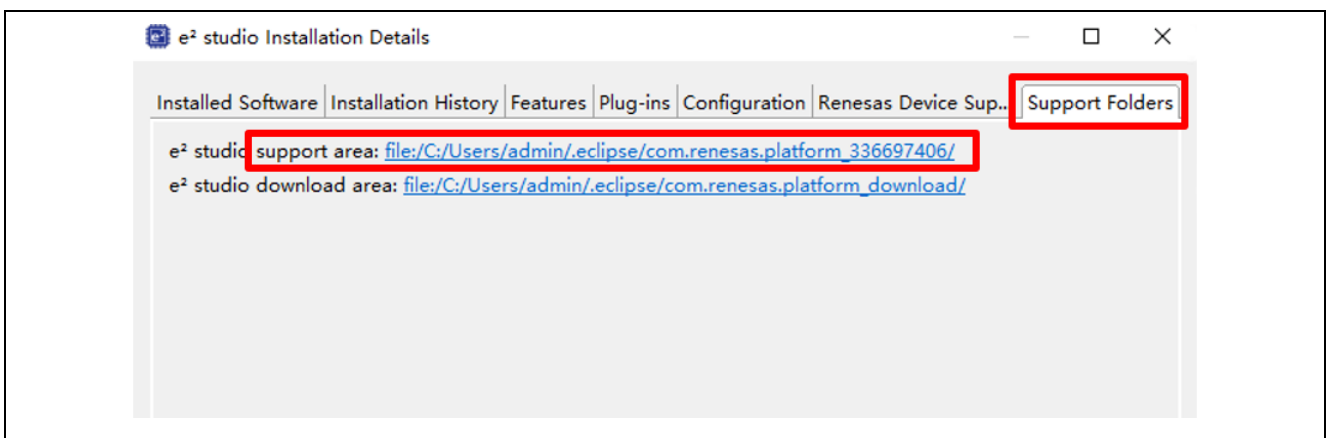 e² studio Installation Details
Installed Software Installation History Features Plug-ins Configuration Renesas Device Sup... Support Folders
e² studio support area: file:/C:/Users/admin/.eclipse/com.renesas.platform_336697406/
e² studio download area: file:/C:/Users/admin/.eclipse/com.renesas.platform_download/